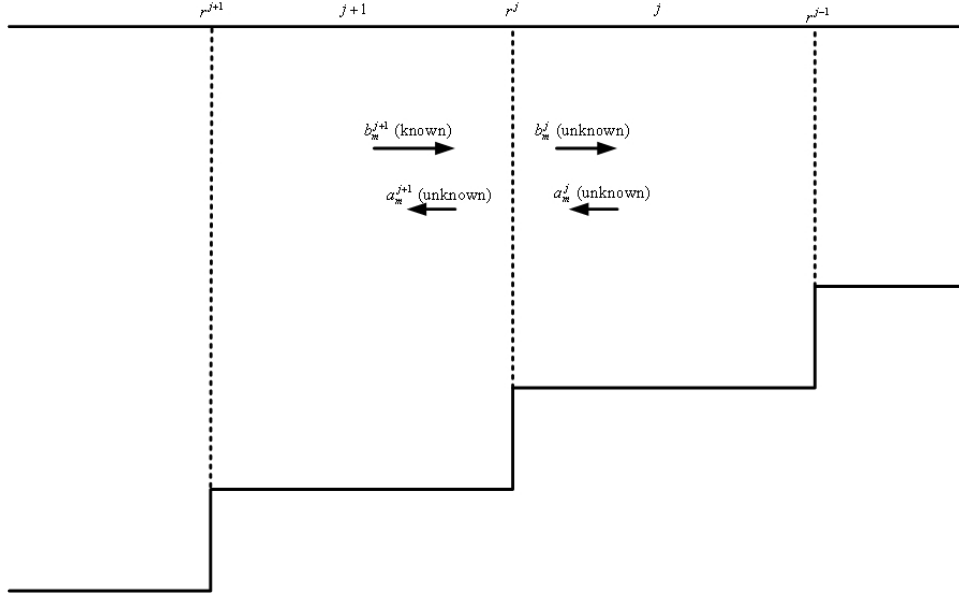 r^{j+1} j+1 r^j j r^{j-1}
b_m^{j+1} (known) b_m^j (unknown)
a_m^{j+1} (unknown) a_m^j (unknown)